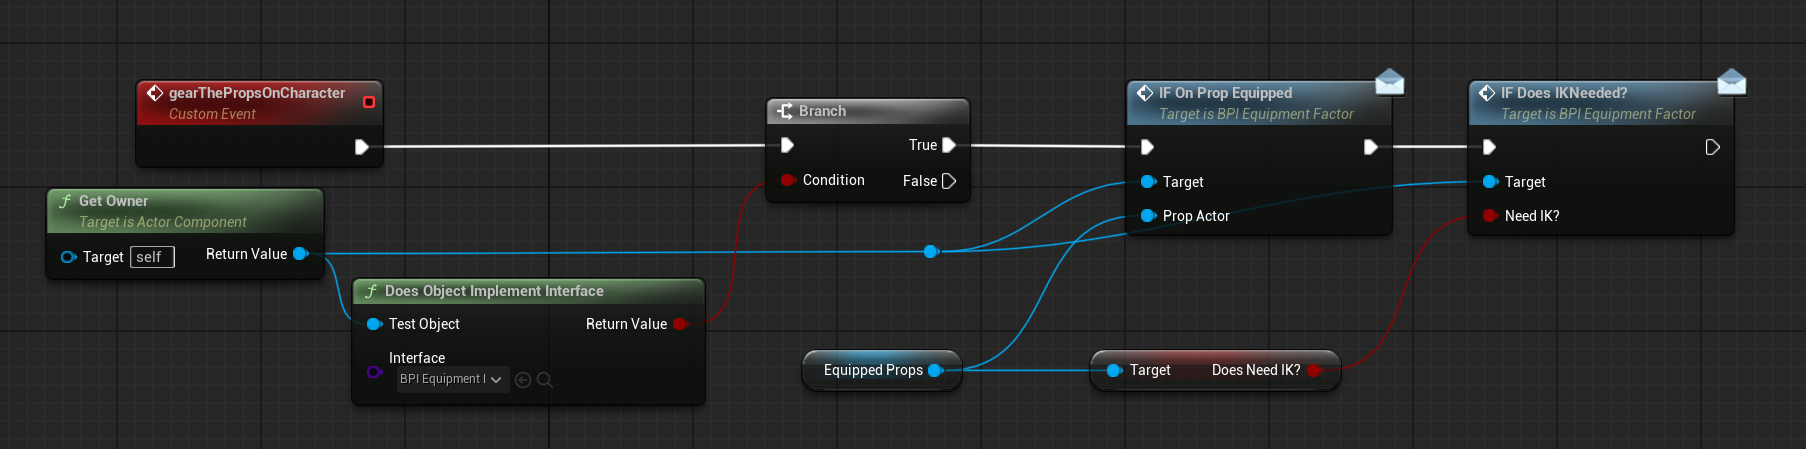 gearThePropsOnCharacter
Custom Event
Get Owner
Target is Actor Component
Target self Return Value
Does Object Implement Interface
Test Object Return Value
Interface
BPI Equipment I
Branch
True
Condition False
IF On Prop Equipped
Target is BPI Equipment Factor
Target
Prop Actor
IF Does IKNeeded?
Target is BPI Equipment Factor
Target
Need IK?
Equipped Props
Target Does Need IK?